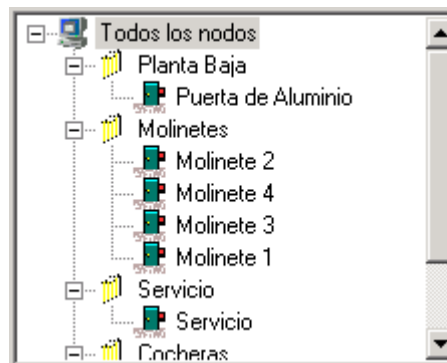 Todos los nodos
Planta Baja
Puerta de Aluminio
Molinetes
Molinete 2
Molinete 4
Molinete 3
Molinete 1
Servicio
Servicio
Cocheras